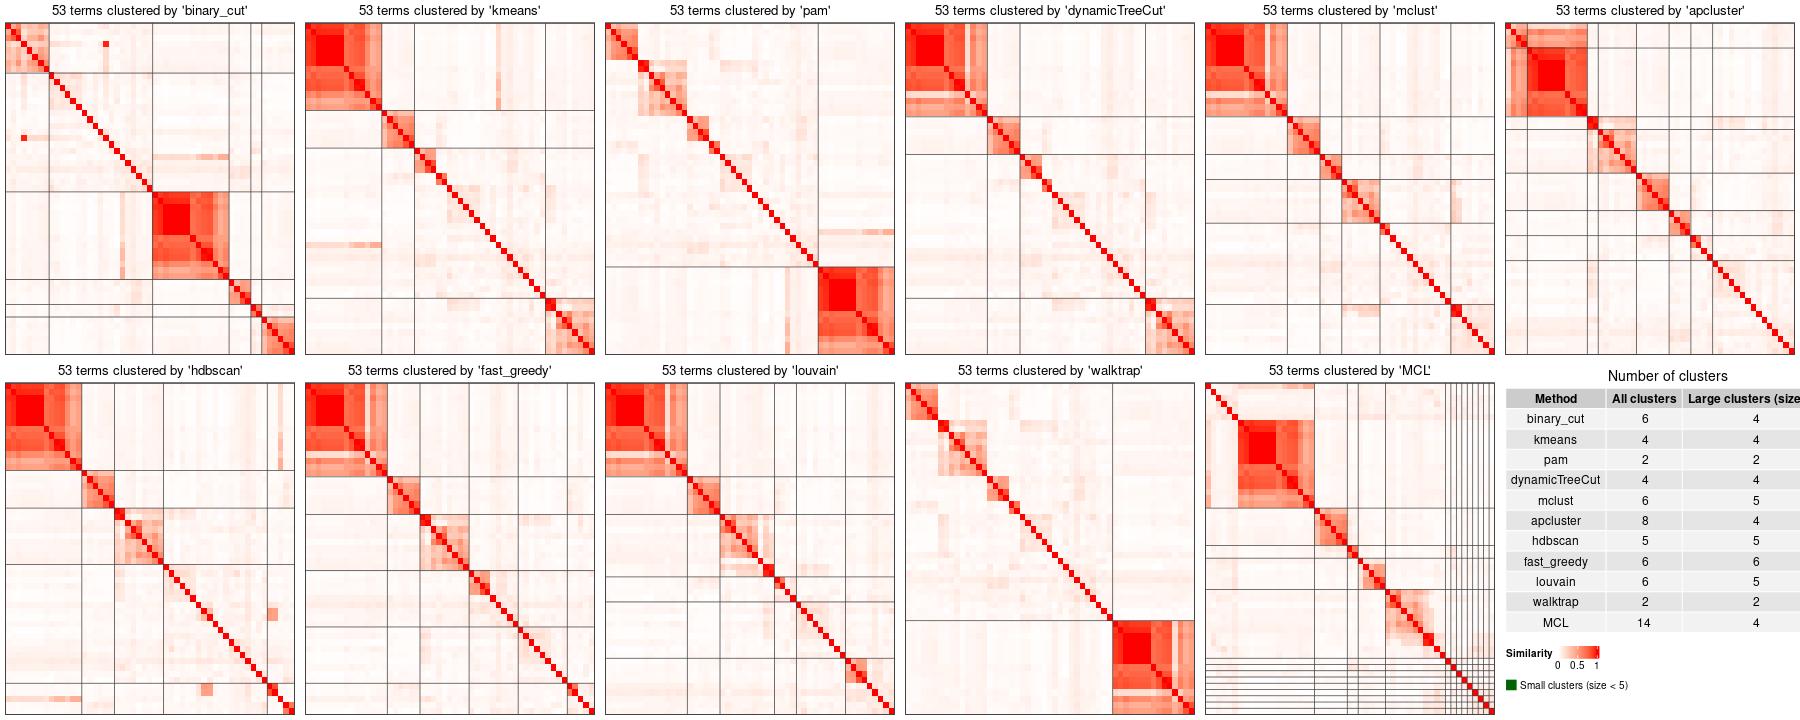 53 terms clustered by 'binary_cut'
53 terms clustered by 'kmeans'
53 terms clustered by 'pam'
53 terms clustered by 'dynamicTreeCut'
53 terms clustered by 'mclust'
53 terms clustered by 'apcluster'
53 terms clustered by 'hdbscan'
53 terms clustered by 'fast_greedy'
53 terms clustered by 'louvain'
53 terms clustered by 'walktrap'
53 terms clustered by 'MCL'
Number of clusters
Method All clusters Large clusters (size
binary_cut 6 4
kmeans 4 4
pam 2 2
dynamicTreeCut 4 4
mclust 6 5
apcluster 8 4
hdbscan 5 5
fast_greedy 6 6
louvain 6 5
walktrap 2 2
MCL 14 4
Similarity
0 0.5 1
Small clusters (size < 5)